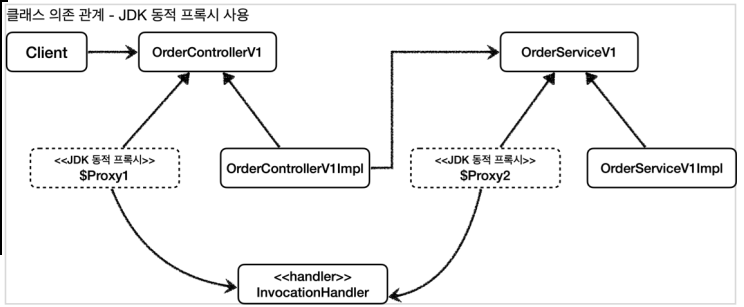 클래스 의존 관계 - JDK 동적 프록시 사용
Client
OrderControllerV1
OrderServiceV1
<<JDK 동적 프록시>>
$Proxy1
OrderControllerV1Impl
<<JDK 동적 프록시>>
$Proxy2
OrderServiceV1Impl
<<handler>>
InvocationHandler